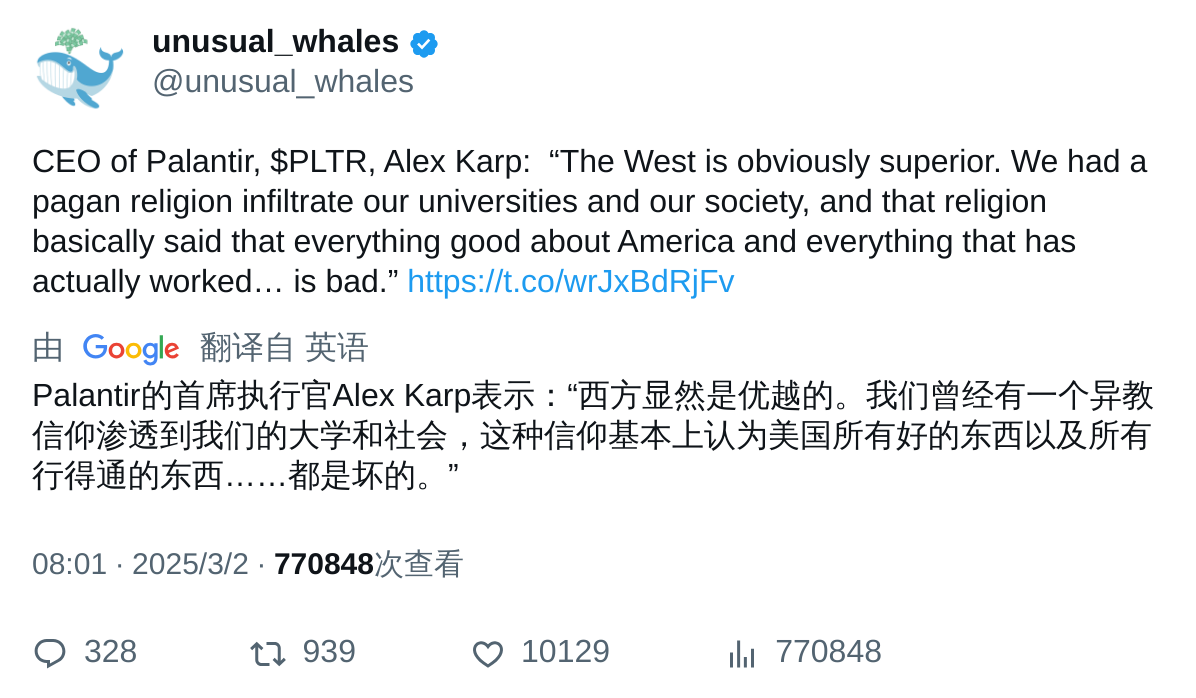 unusual_whales
@unusual_whales
CEO of Palantir, $PLTR, Alex Karp:  “The West is obviously superior. We had a
pagan religion infiltrate our universities and our society, and that religion
basically said that everything good about America and everything that has
actually worked… is bad.” https://t.co/wrJxBdRjFv
由 Google 翻译自 英语
Palantir的首席执行官Alex Karp表示：“西方显然是优越的。我们曾经有一个异教
信仰渗透到我们的大学和社会，这种信仰基本上认为美国所有好的东西以及所有
行得通的东西……都是坏的。”
08:01 · 2025/3/2 · 770848次查看
328 939 10129 770848